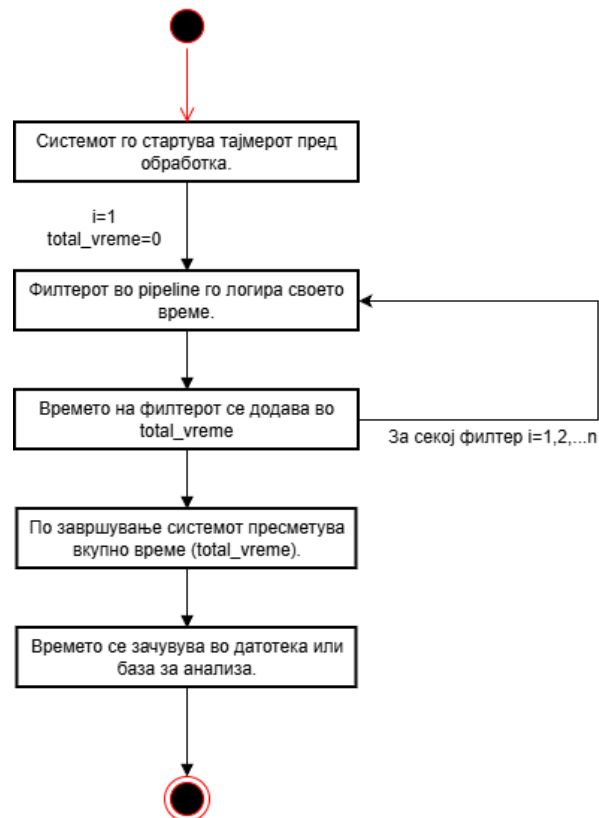 Системот го стартува тајмерот пред
обработка.
i=1
total_vreme=0
Филтерот во pipeline го логира своето
време.
Времето на филтерот се додава во
total_vreme
За секој филтер i=1,2,...n
По завршување системот пресметува
вкупно време (total_vreme).
Времето се зачувува во датотека или
база за анализа.